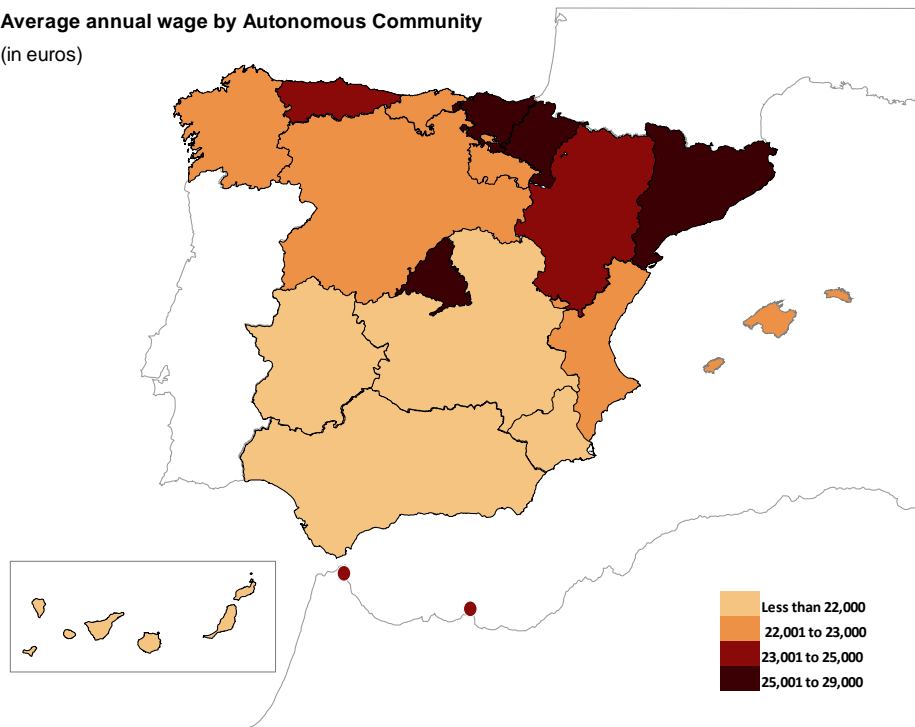 Average annual wage by Autonomous Community
(in euros)
Less than 22,000
22,001 to 23,000
23,001 to 25,000
25,001 to 29,000